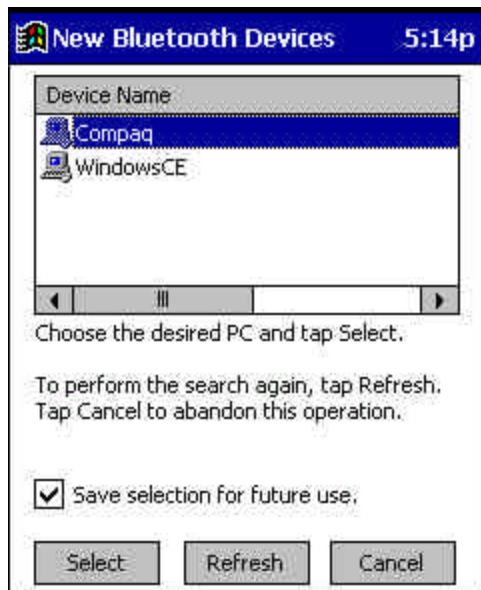 New Bluetooth Devices 5:14p
Device Name
Compaq
WindowsCE
Choose the desired PC and tap Select.
To perform the search again, tap Refresh.
Tap Cancel to abandon this operation.
Save selection for future use.
Select Refresh Cancel